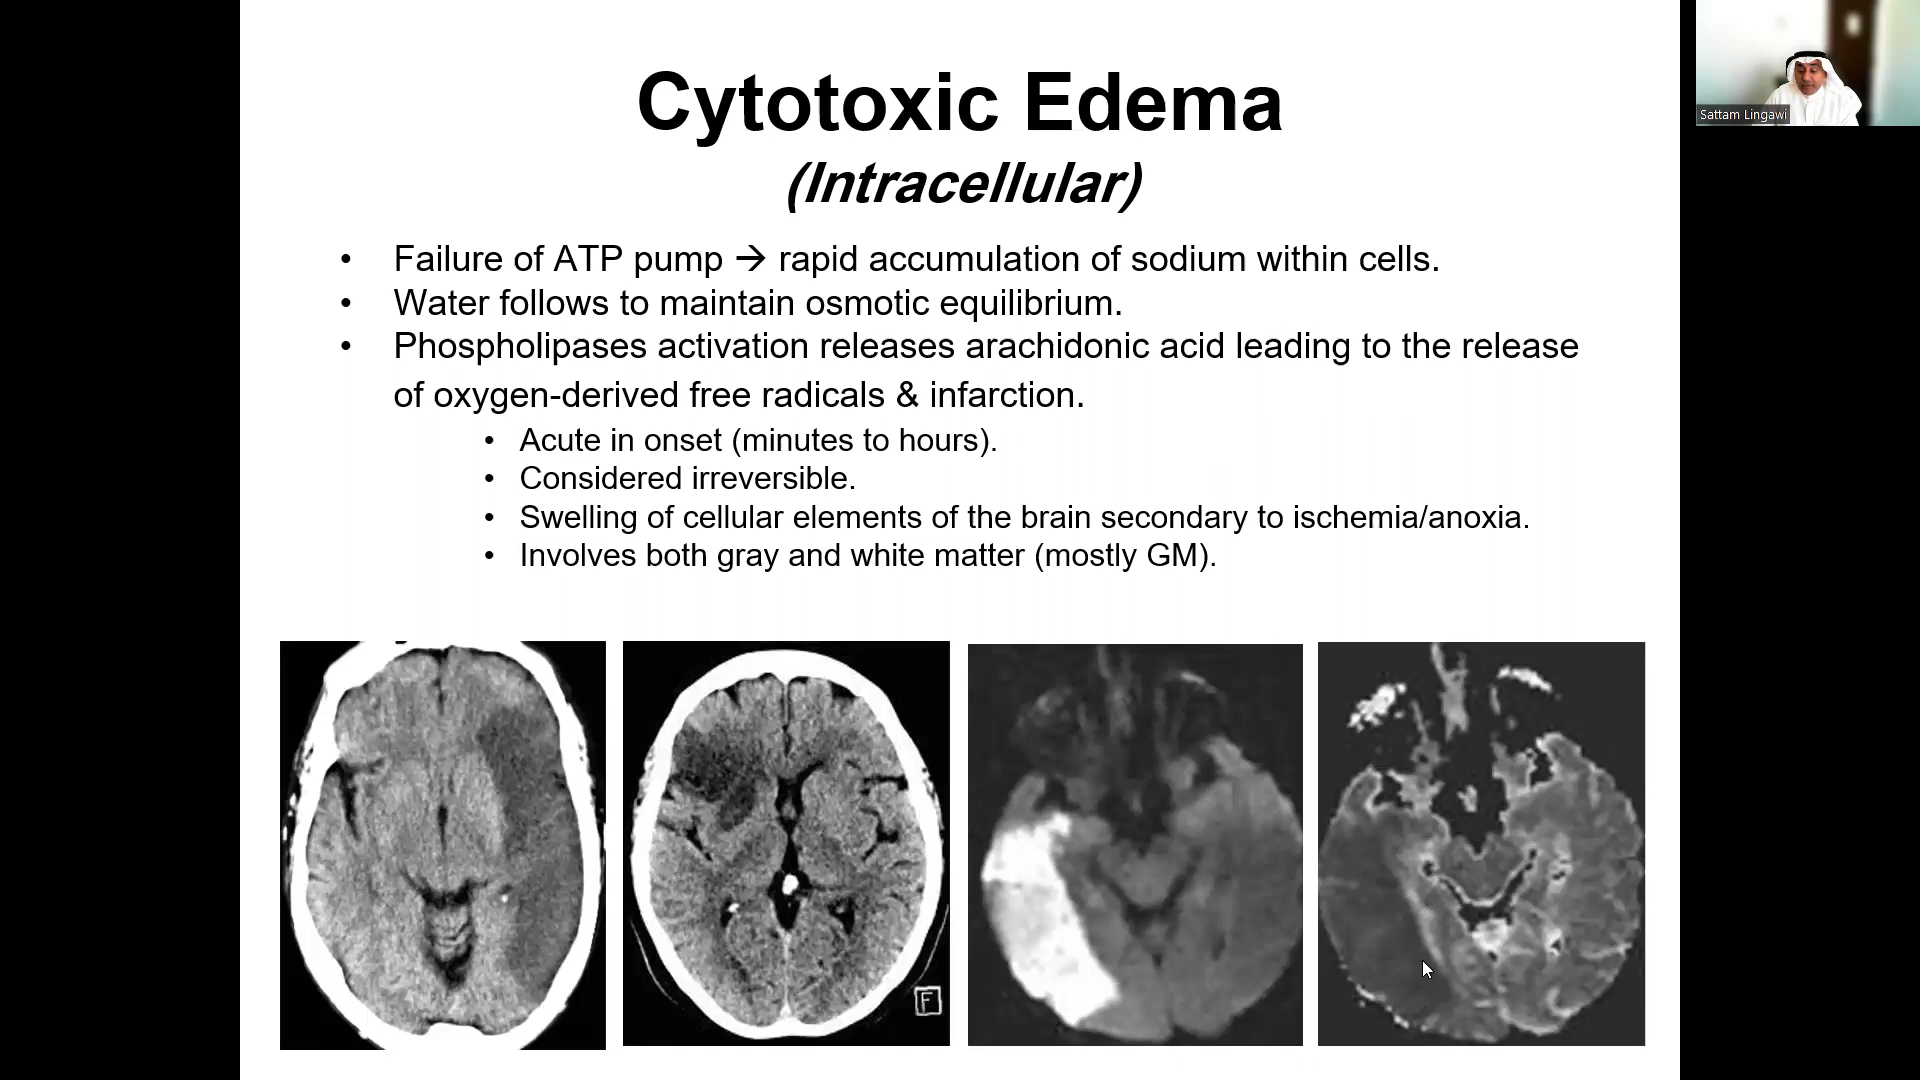 Cytotoxic Edema
(Intracellular)
• Failure of ATP pump → rapid accumulation of sodium within cells.
• Water follows to maintain osmotic equilibrium.
• Phospholipases activation releases arachidonic acid leading to the release
of oxygen-derived free radicals & infarction.
• Acute in onset (minutes to hours).
• Considered irreversible.
• Swelling of cellular elements of the brain secondary to ischemia/anoxia.
• Involves both gray and white matter (mostly GM).
F
Sattam Lingawi